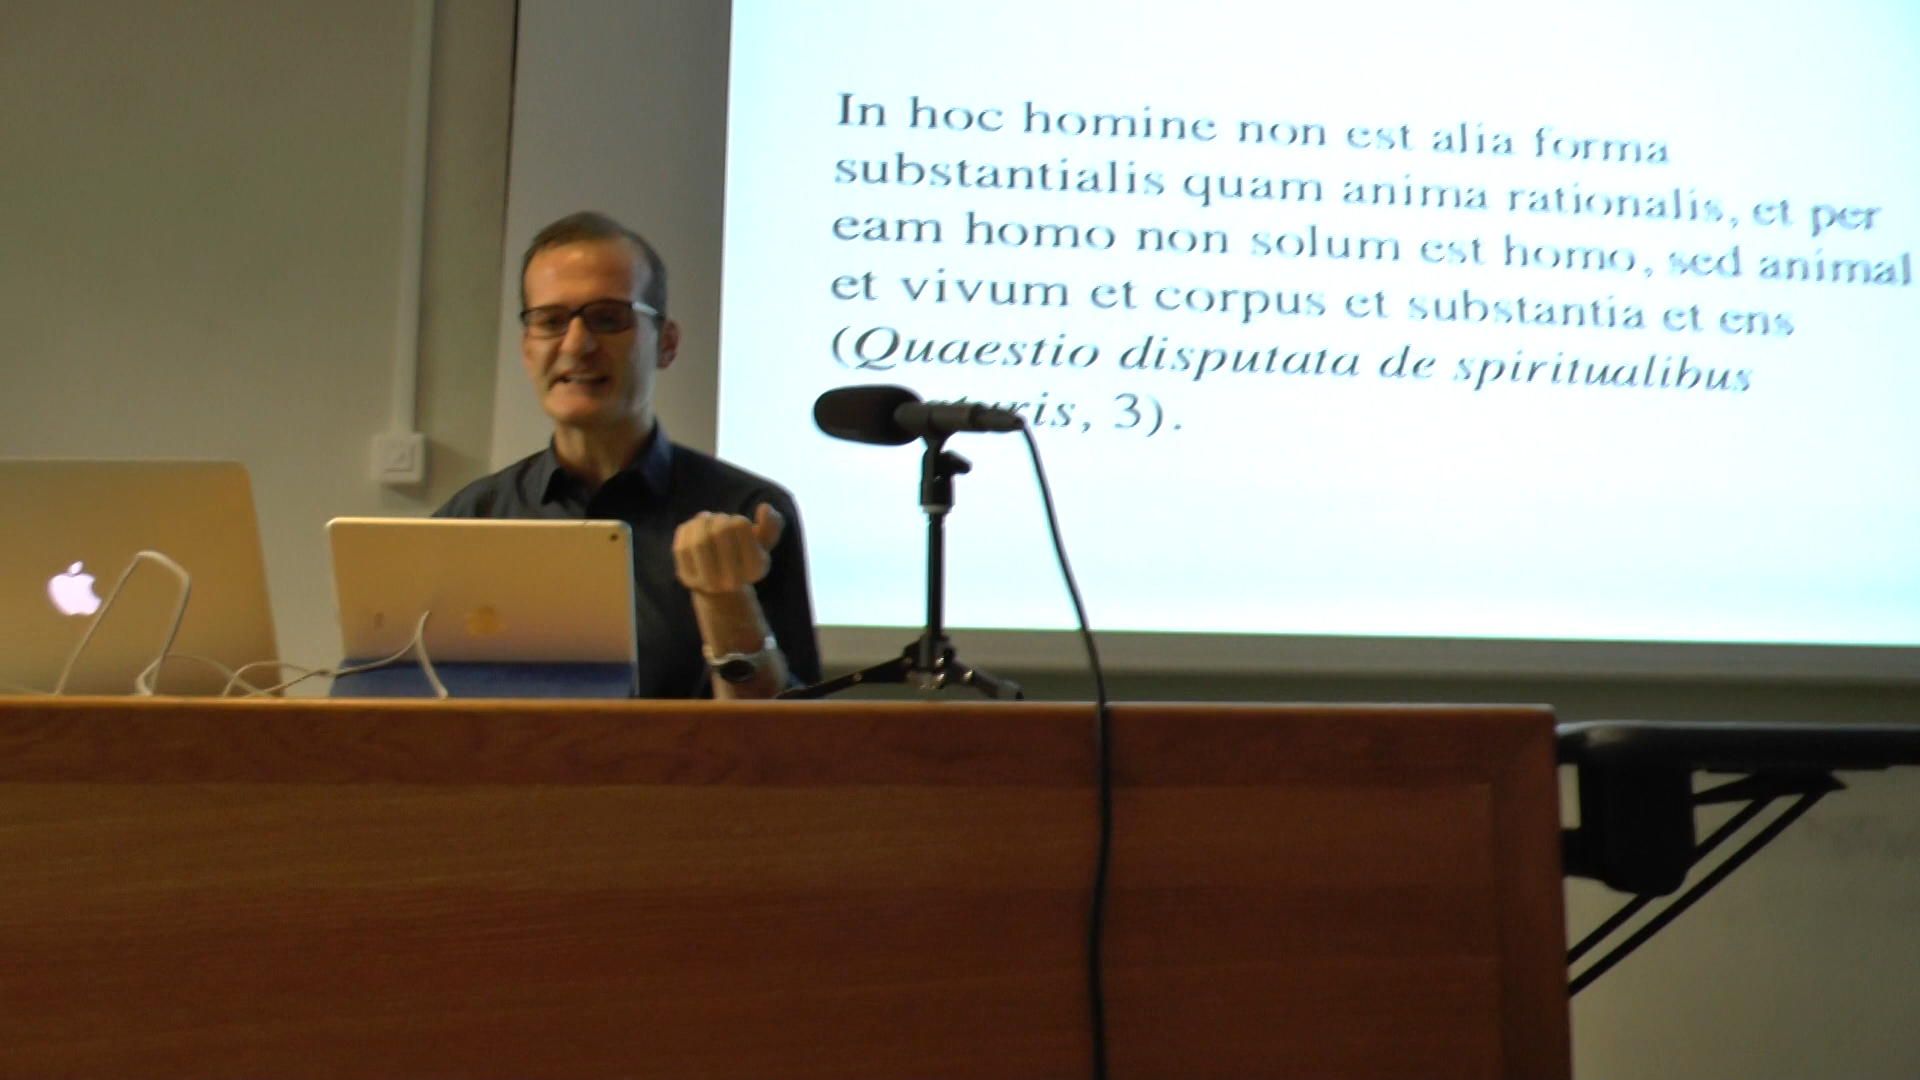 In hoc homine non est alia forma
substantialis quam anima rationalis, et per
eam homo non solum est homo, sed animal
et vivum et corpus et substantia et ens
(Quaestio disputata de spiritualibus
3).